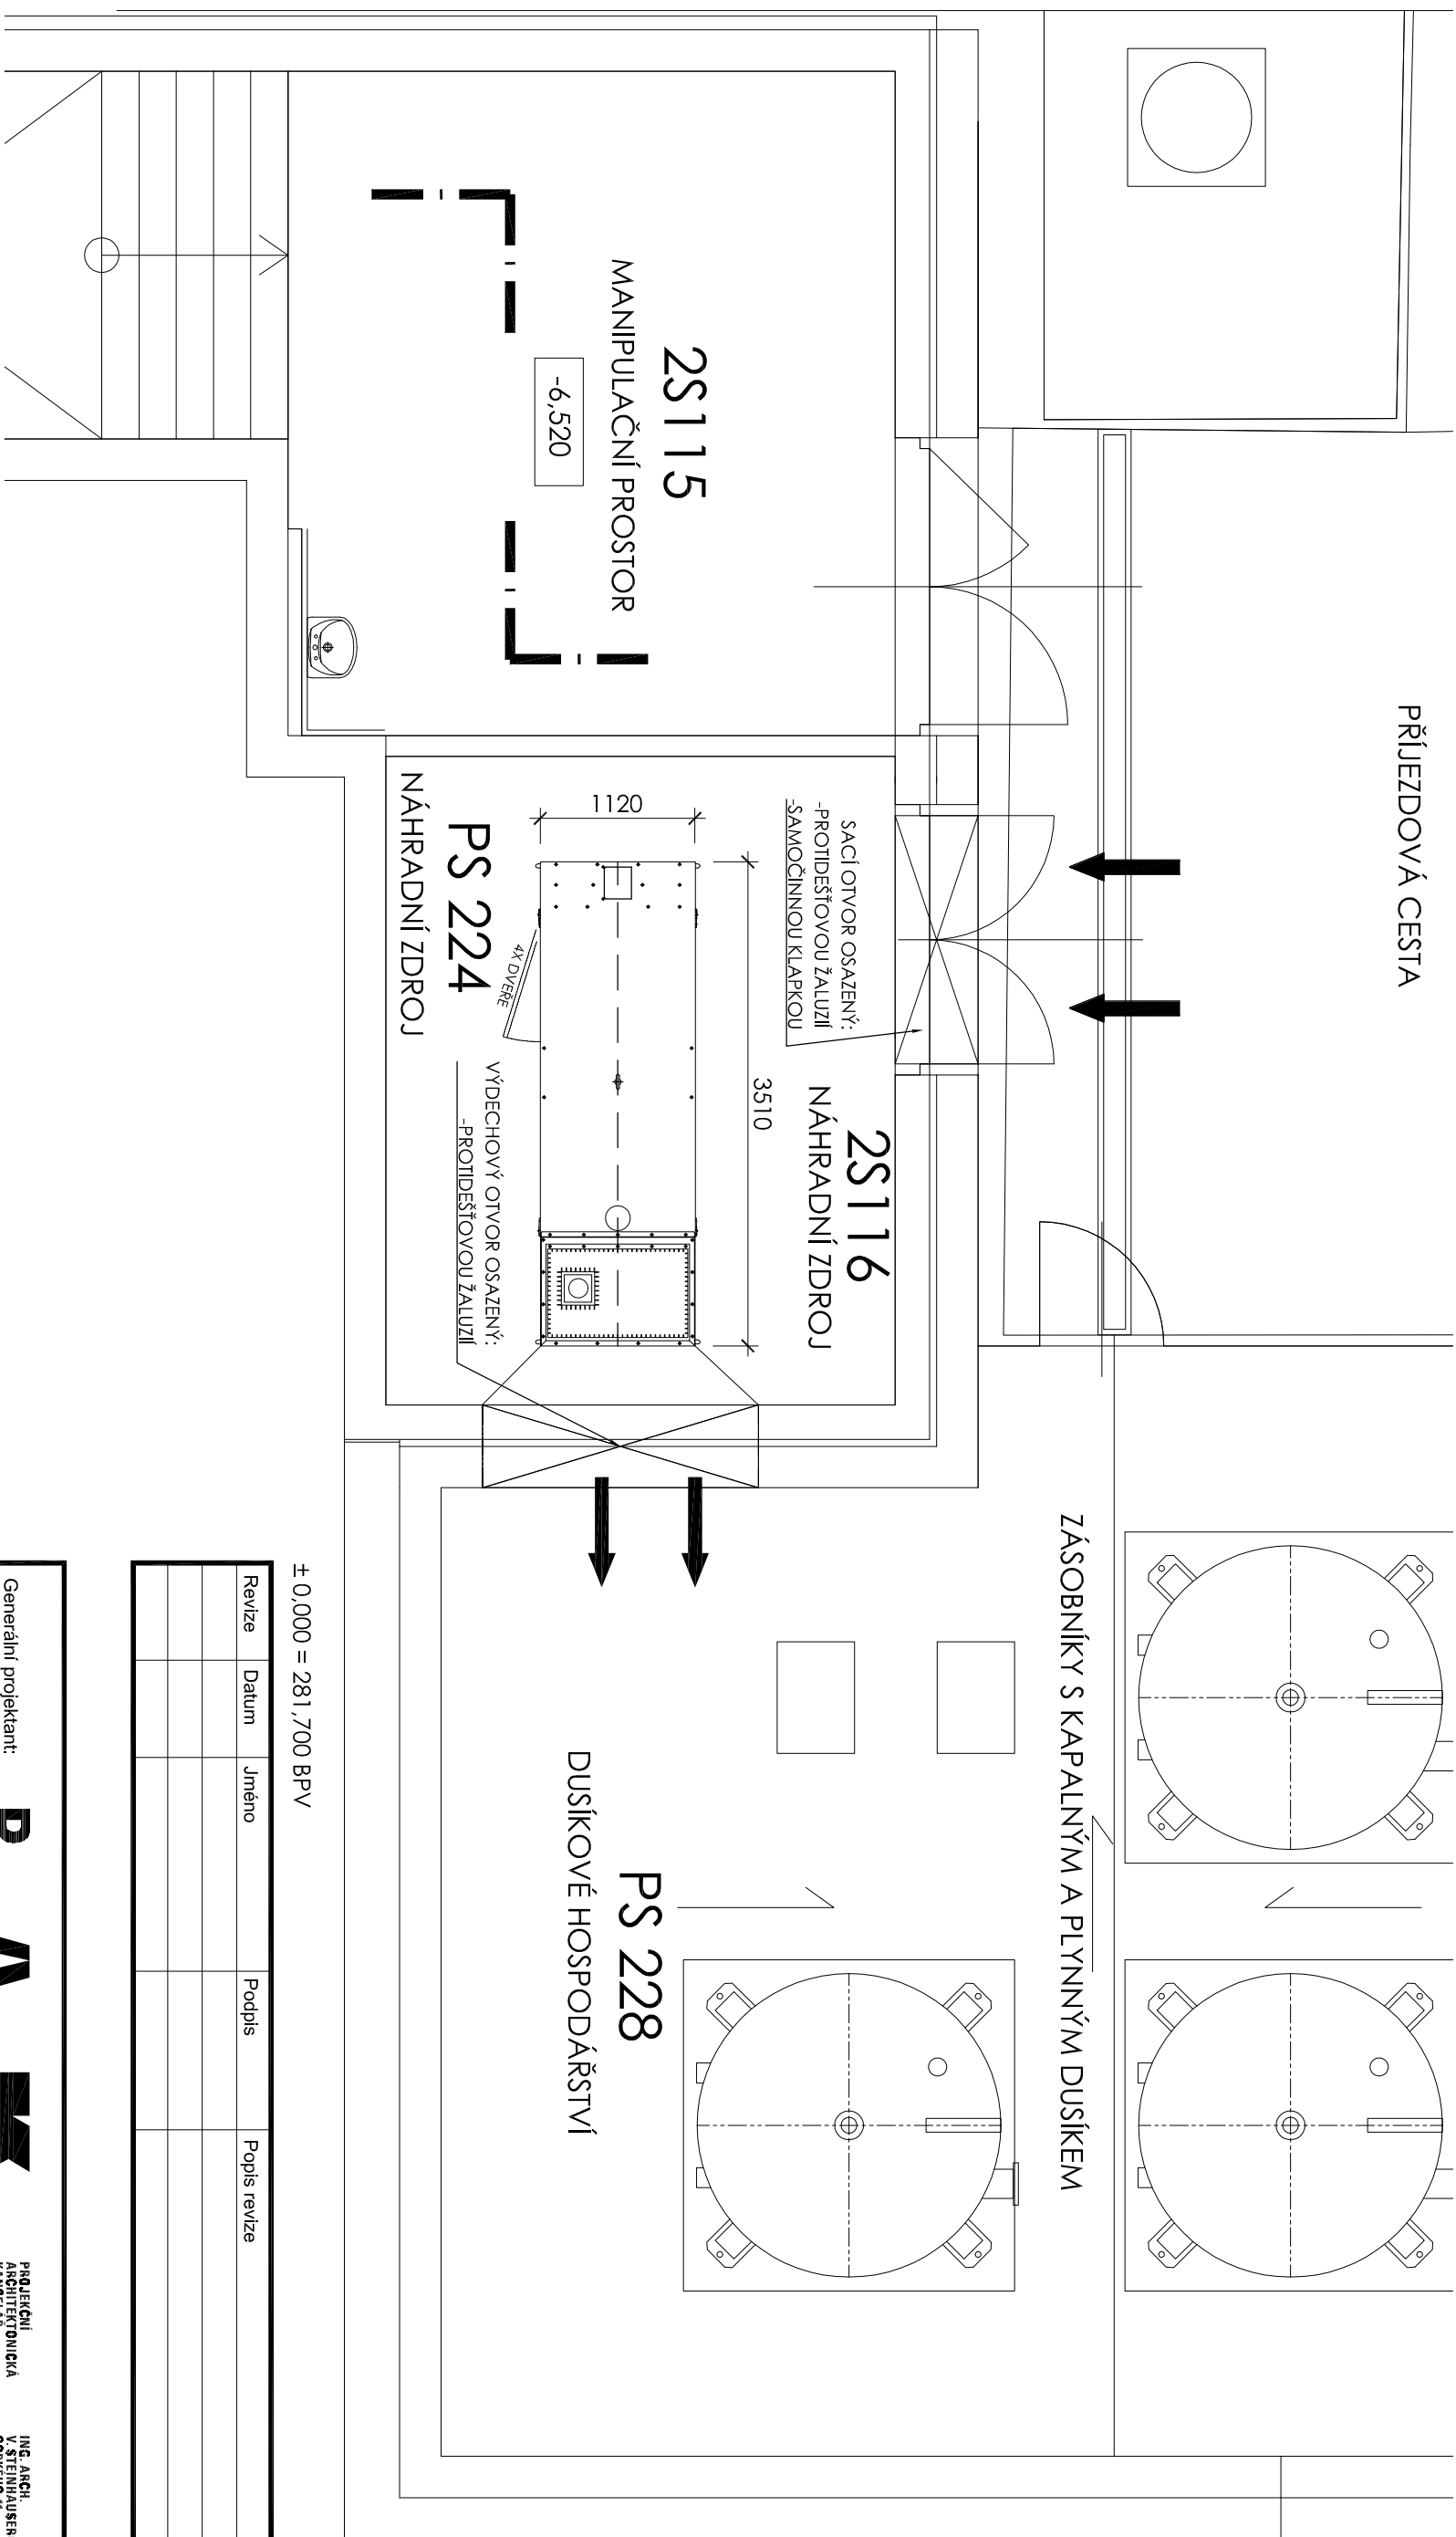 PŘÍJEZDOVÁ CESTA
2S115
MANIPULAČNÍ PROSTOR
-6,520
SACÍ OTVOR OSAZENÝ:
-PROTIDEŠŤOVOU ŽALUZIÍ
-SAMOČINNOU KLAPKOU
2S116
NÁHRADNÍ ZDROJ
3510
1120
4X DVEŘE
PS 224
NÁHRADNÍ ZDROJ
VÝDECHOVÝ OTVOR OSAZENÝ:
-PROTIDEŠŤOVOU ŽALUZIÍ
ZÁSOBNÍKY S KAPALNÝM A PLYNNÝM DUSÍKEM
PS 228
DUSÍKOVÉ HOSPODÁŘSTVÍ
± 0,000 = 281,700 BPV
Revize Datum Jméno Podpis Popis revize
Generální projektant:
PROJEKČNÍ
ARCHITEKTONICKÁ
ING. ARCH.
V. STEINHAUSER